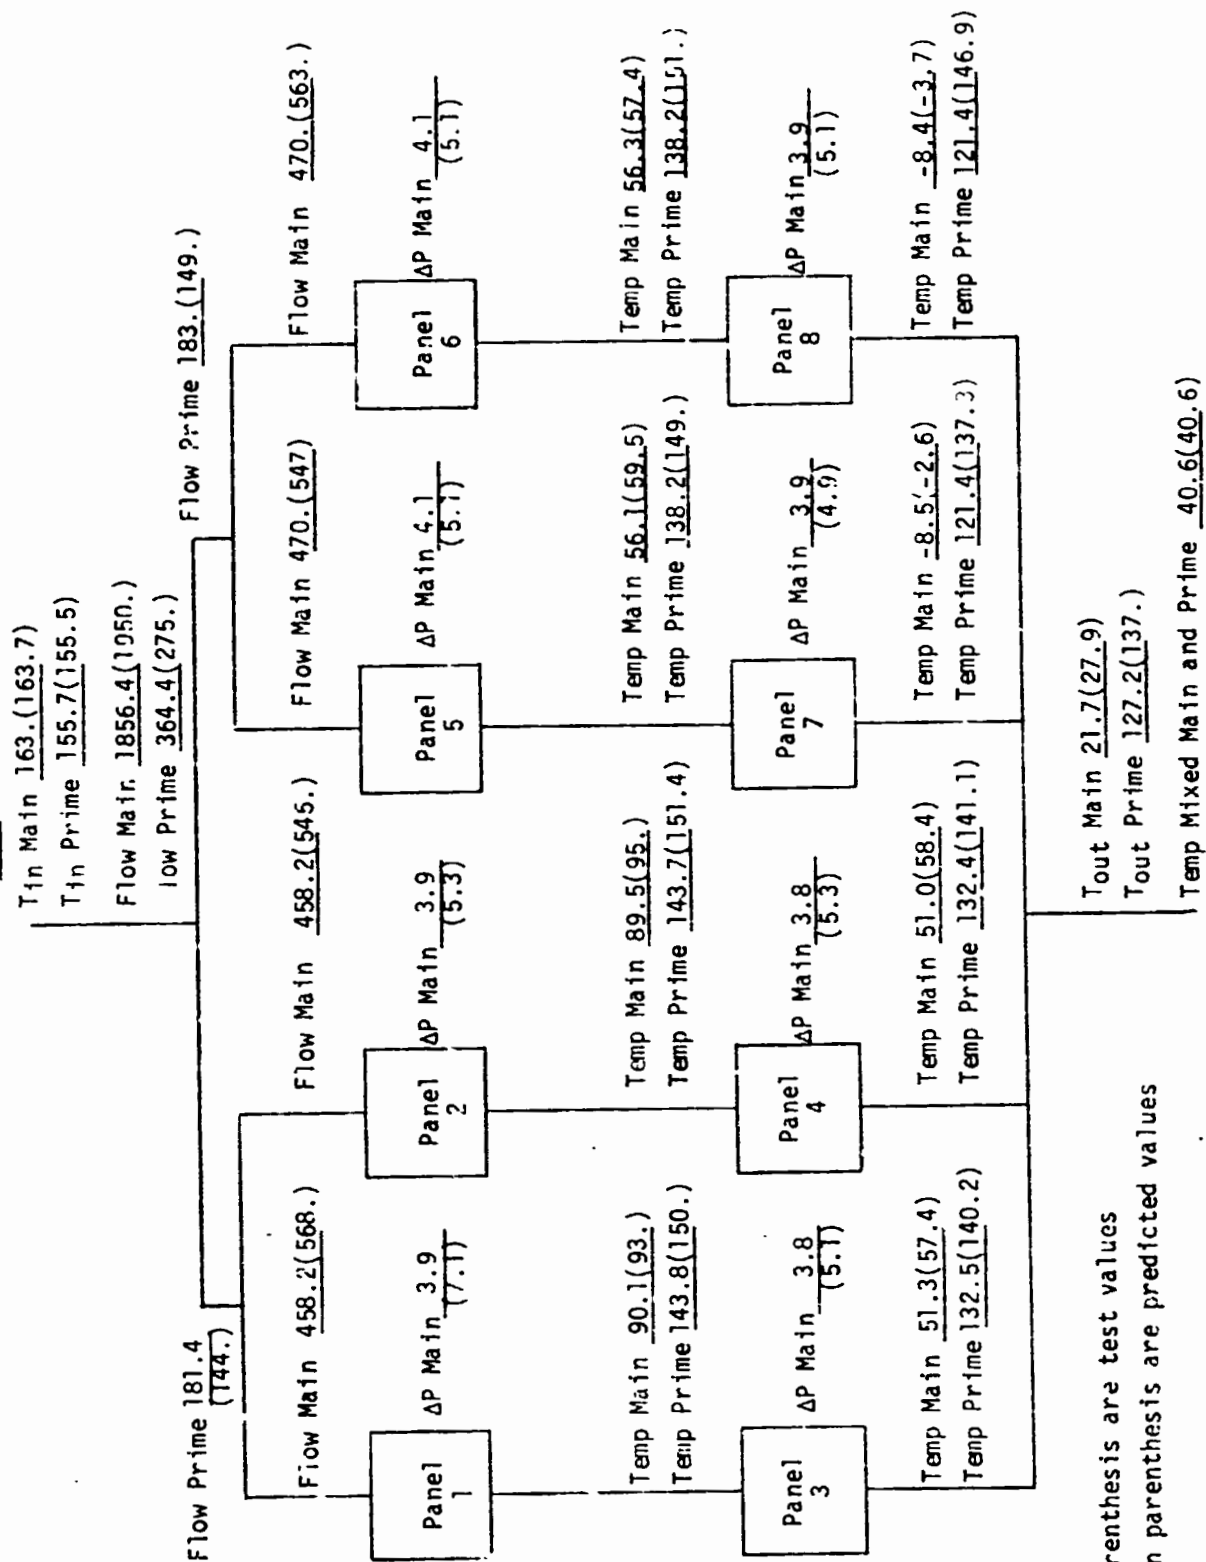 Tin Main 163.(163.7)
Tin Prime 155.7(155.5)
Flow Main 1856.4(1950.)
low Prime 364.4(275.)
Flow Prime 181.4
(144.)
Flow Prime 183.(149.)
Flow Main 458.2(568.)
Flow Main 458.2(545.)
Flow Main 470.(547)
Flow Main 470.(563.)
Panel
1
ΔP Main 3.9
(7.1)
Panel
2
ΔP Main 3.9
(5.3)
Panel
5
ΔP Main 4.1
(5.1)
Panel
6
ΔP Main 4.1
(5.1)
Temp Main 90.1(93.)
Temp Prime 143.8(150.)
Temp Main 89.5(95.)
Temp Prime 143.7(151.4)
Temp Main 56.1(59.5)
Temp Prime 138.2(149.)
Temp Main 56.3(57.4)
Temp Prime 138.2(151.)
Panel
3
ΔP Main 3.8
(5.1)
Panel
4
ΔP Main 3.8
(5.3)
Panel
7
ΔP Main 3.9
(4.9)
Panel
8
ΔP Main 3.9
(5.1)
Temp Main 51.3(57.4)
Temp Prime 132.5(140.2)
Temp Main 51.0(58.4)
Temp Prime 132.4(141.1)
Temp Main -8.5(-2.6)
Temp Prime 121.4(137.3)
Temp Main -8.4(-3.7)
Temp Prime 121.4(146.9)
Tout Main 21.7(27.9)
Tout Prime 127.2(137.)
Temp Mixed Main and Prime 40.6(40.6)
renthesis are test values
n parenthesis are predicted values